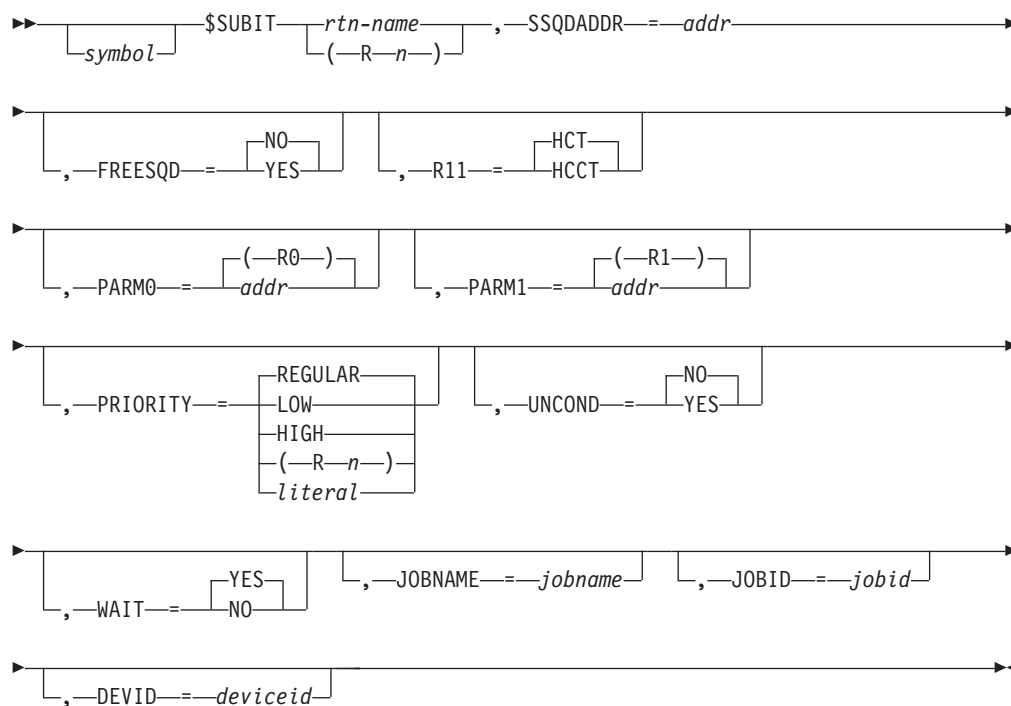 $SUBIT rtn-name , SSQDADDR = addr
symbol ( R n )
NO HCT
, FREESQD = YES , R11 = HCCT
( R0 ) ( R1 )
, PARM0 = addr , PARM1 = addr
REGULAR NO
, PRIORITY = LOW , UNCOND = YES
HIGH
( R n )
literal
YES , JOBNAME = jobname , JOBID = jobid
, WAIT = NO
, DEVID = deviceid